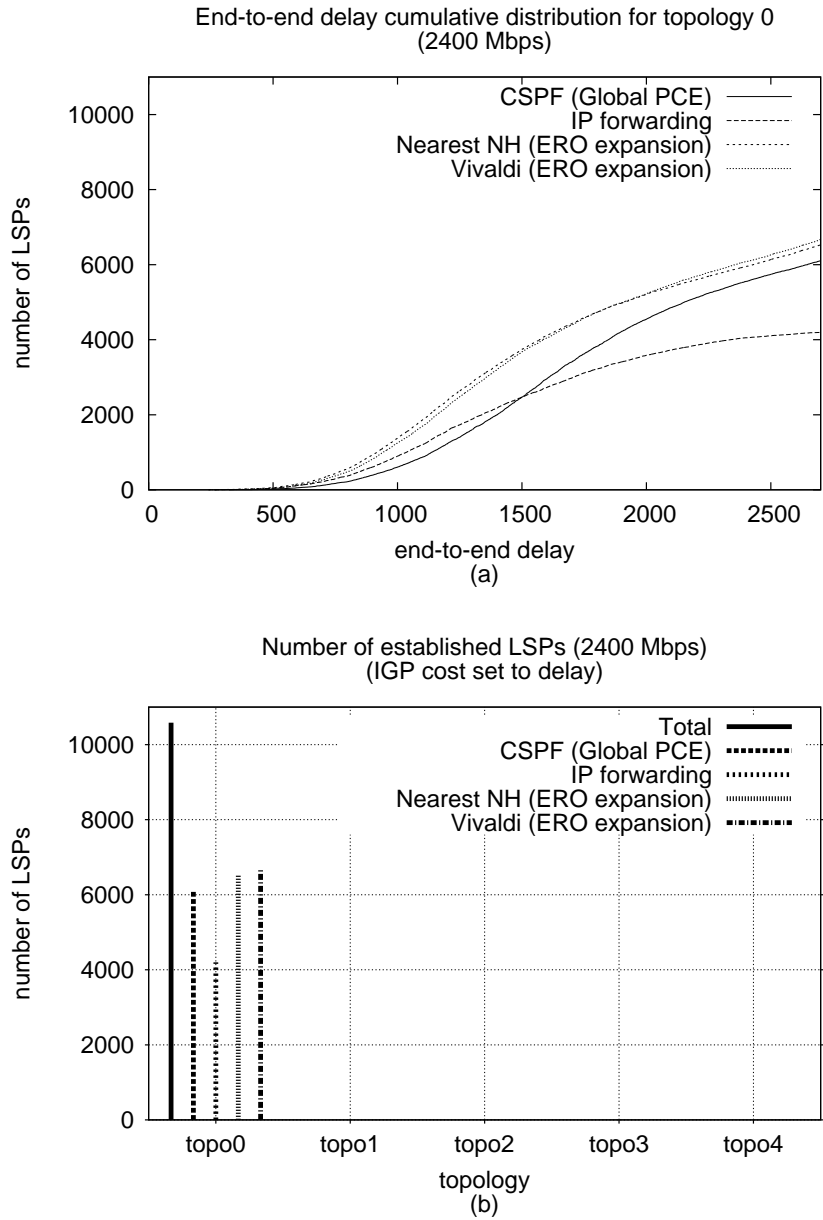 End-to-end delay cumulative distribution for topology 0
(2400 Mbps)
10000
8000
6000
4000
2000
0
number of LSPs
CSPF (Global PCE)
IP forwarding
Nearest NH (ERO expansion)
Vivaldi (ERO expansion)
0 500 1000 1500 2000 2500
end-to-end delay
(a)
Number of established LSPs (2400 Mbps)
(IGP cost set to delay)
10000
8000
6000
4000
2000
0
number of LSPs
Total
CSPF (Global PCE)
IP forwarding
Nearest NH (ERO expansion)
Vivaldi (ERO expansion)
topo0 topo1 topo2 topo3 topo4
topology
(b)